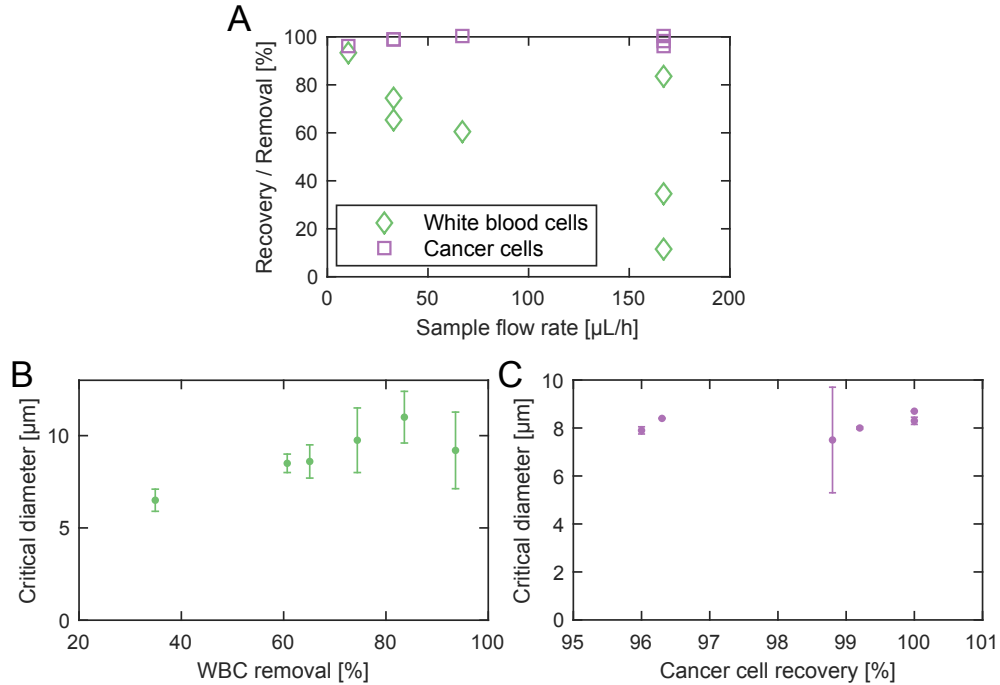 A
Recovery / Removal [%]
100
80
60
40
20
0
White blood cells
Cancer cells
0 50 100 150 200
Sample flow rate [µL/h]
B
Critical diameter [µm]
10
5
0
20 40 60 80 100
WBC removal [%]
C
Critical diameter [µm]
10
8
6
4
2
0
95 96 97 98 99 100 101
Cancer cell recovery [%]